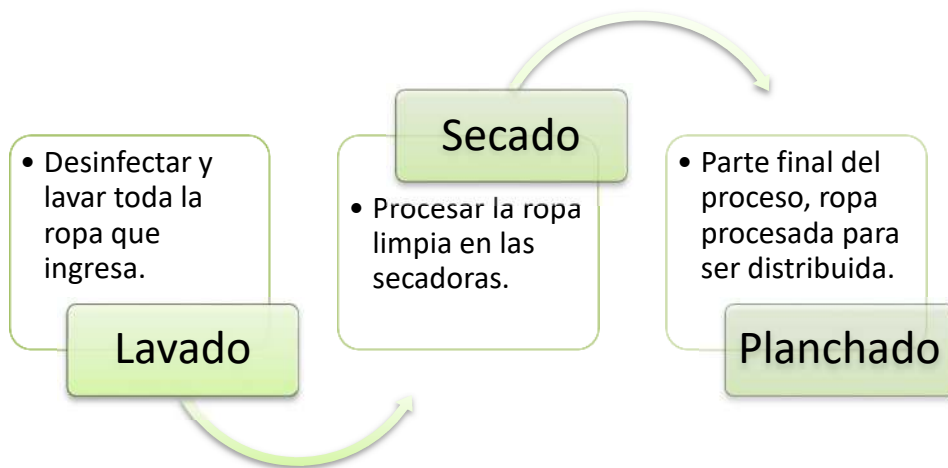 • Desinfectar y
lavar toda la
ropa que
ingresa.
Lavado
Secado
• Procesar la ropa
limpia en las
secadoras.
• Parte final del
proceso, ropa
procesada para
ser distribuida.
Planchado